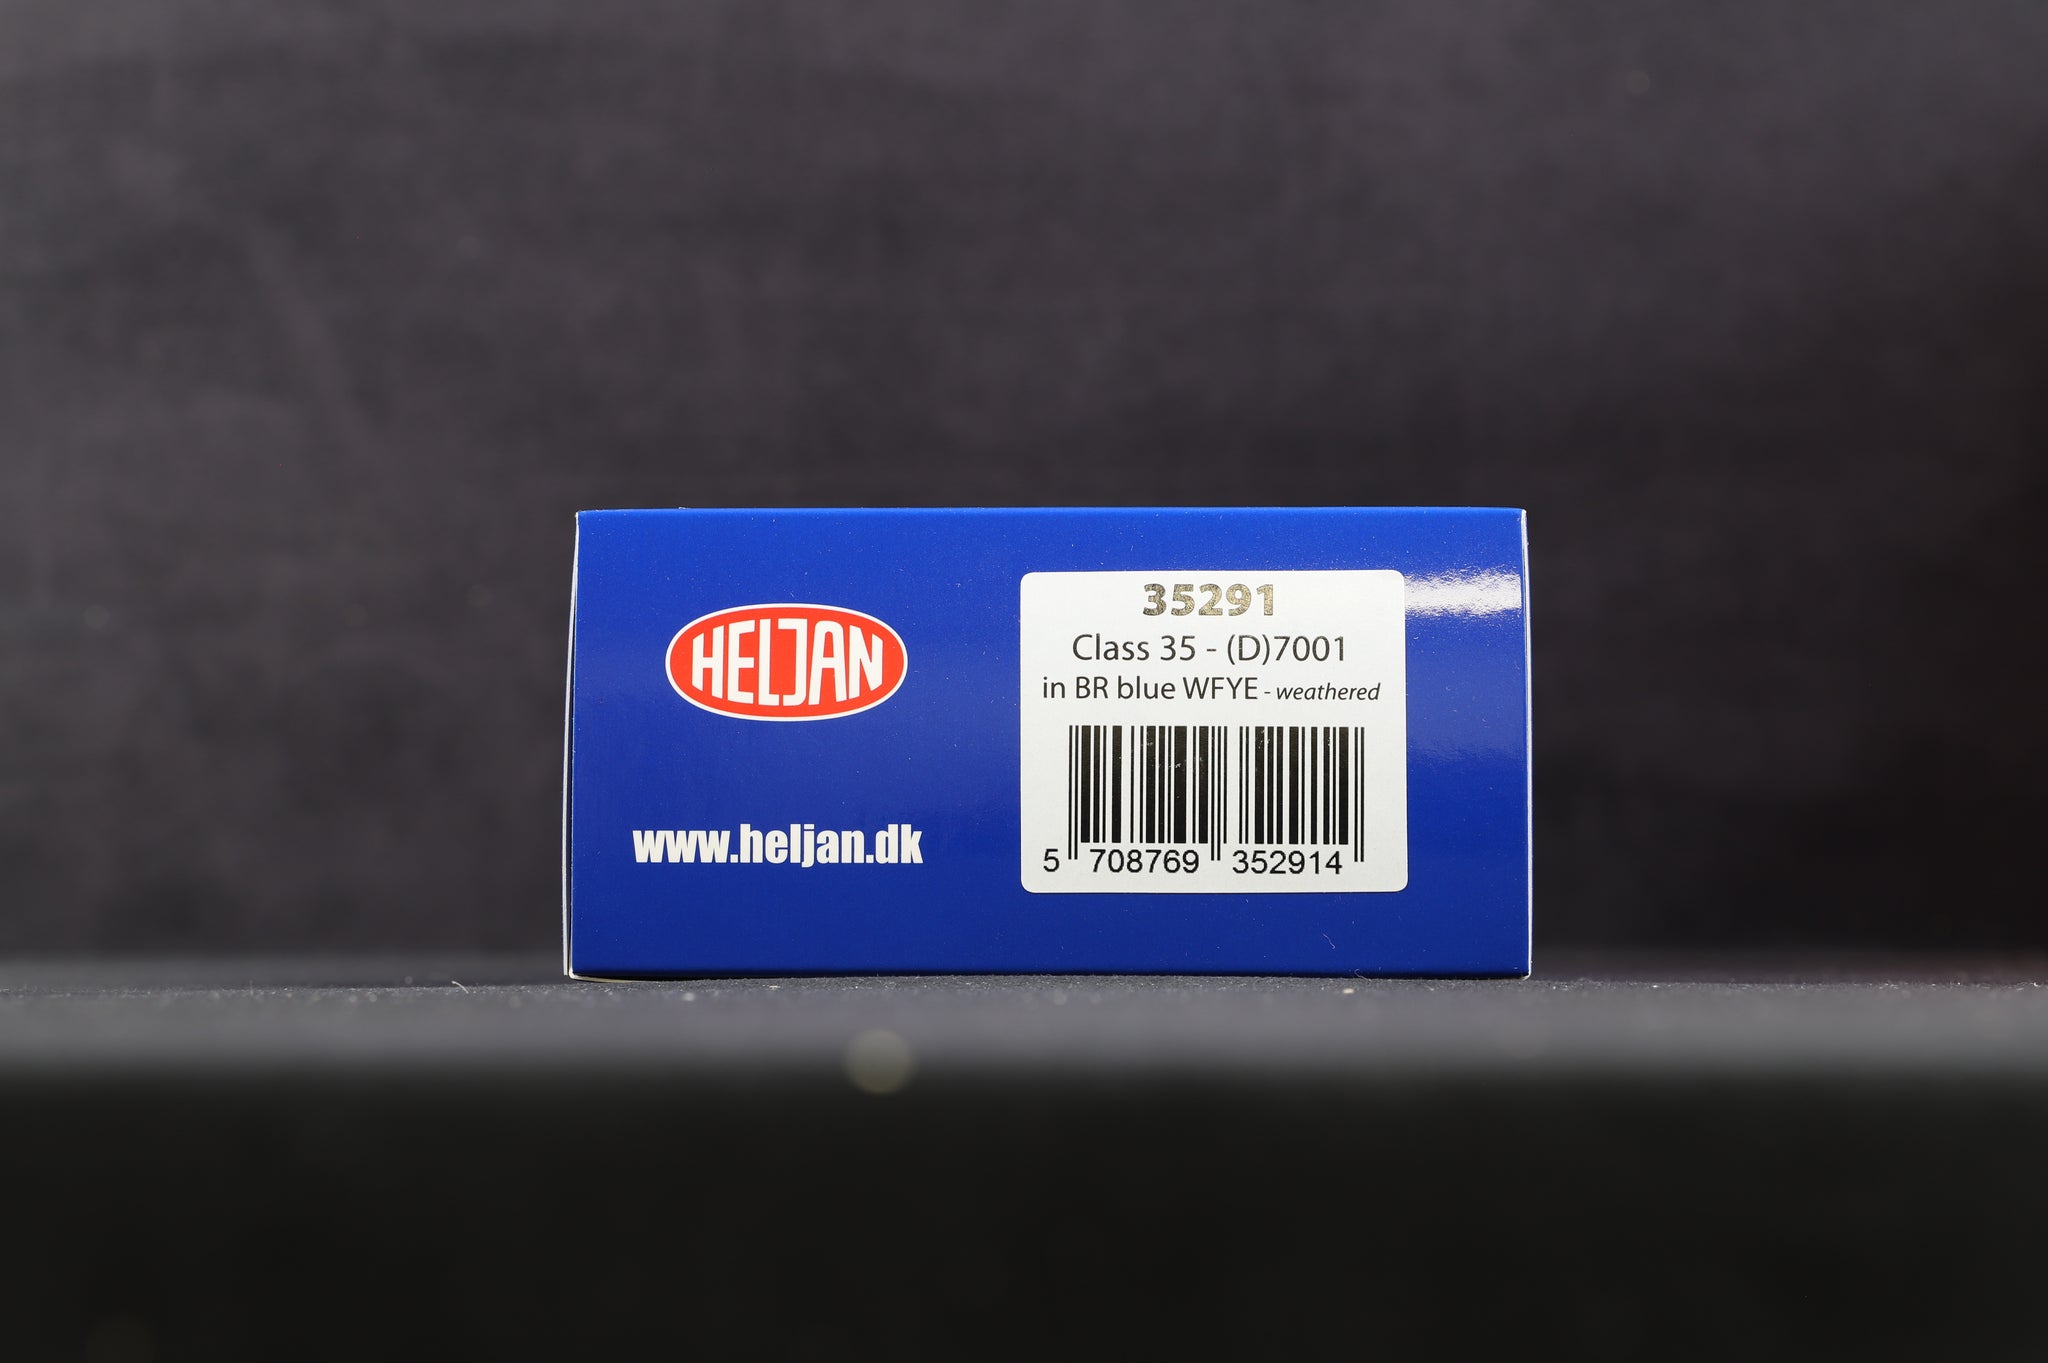 HELJAN
www.heljan.dk
35291
Class 35 - (D)7001
in BR blue WFYE - weathered
5 708769 352914